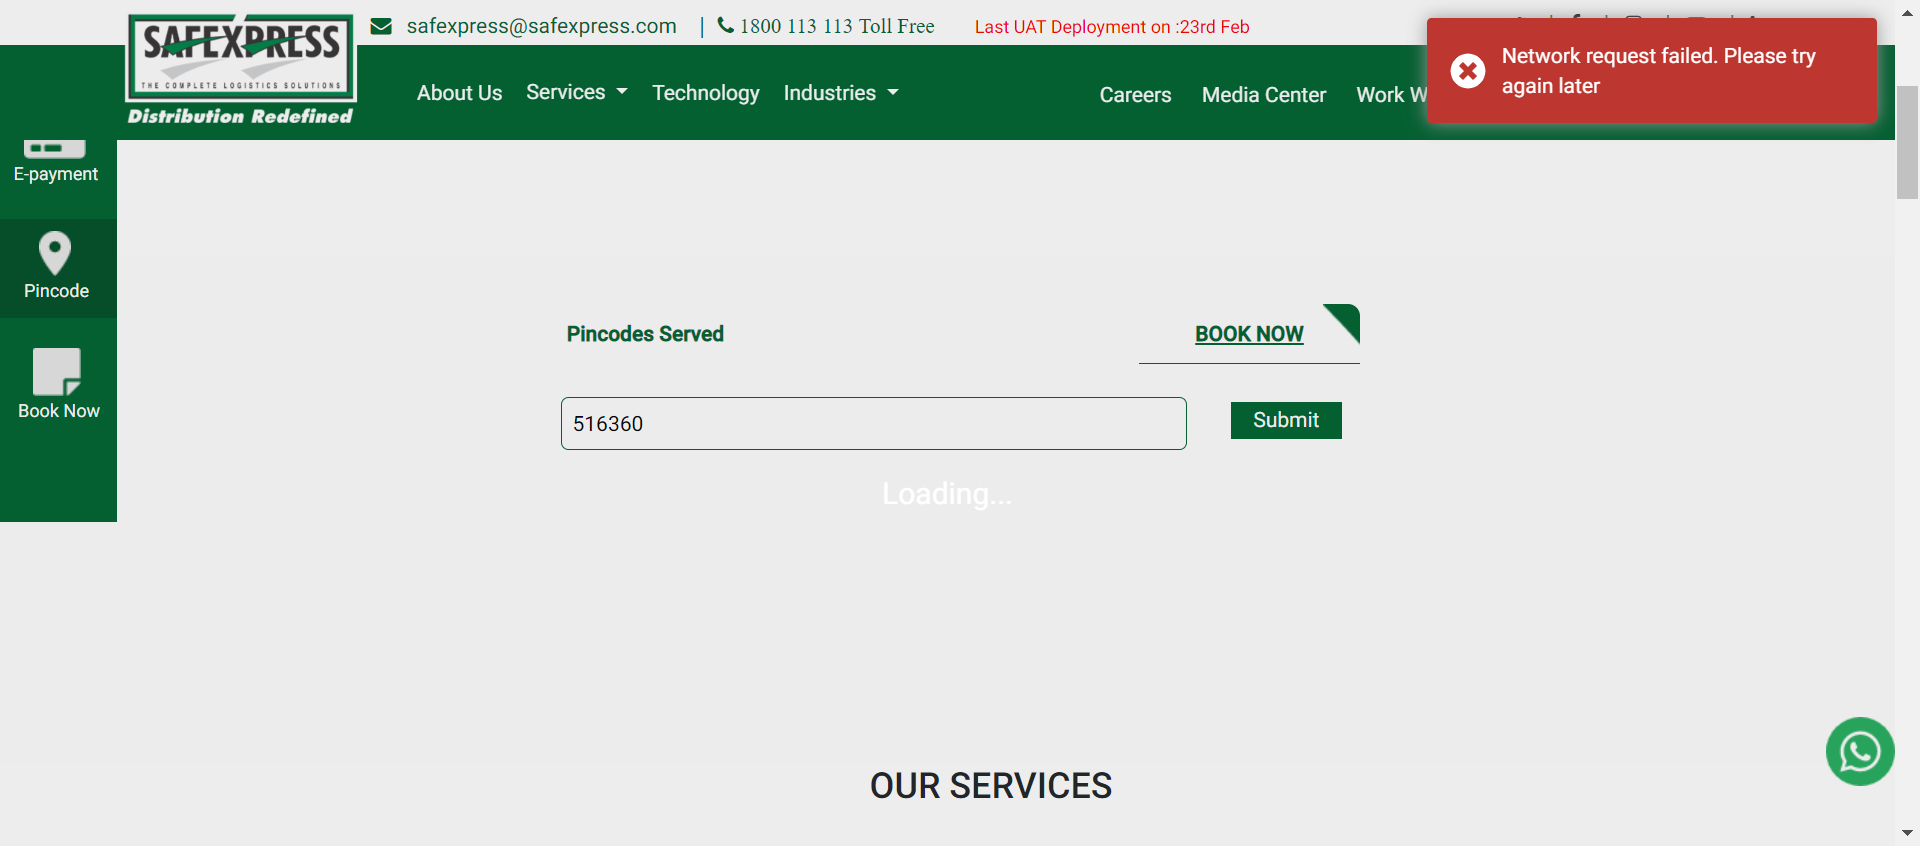 SAFEXPRESS
THE COMPLETE LOGISTICS SOLUTIONS
Distribution Redefined
safexpress@safexpress.com | 1800 113 113 Toll Free Last UAT Deployment on :23rd Feb
About Us Services Technology Industries Careers Media Center Work W
Network request failed. Please try
again later
E-payment
Pincode
Book Now
Pincodes Served BOOK NOW
516360 Submit
Loading...
OUR SERVICES